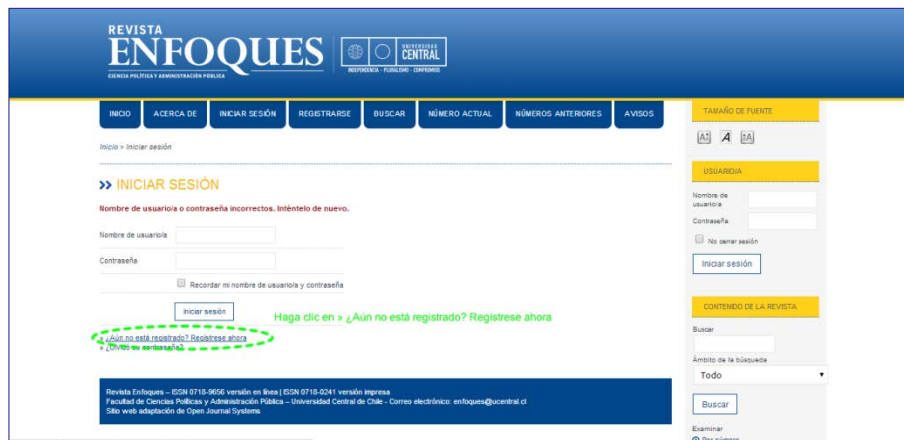 REVISTA
ENFOQUES
CIENCIA POLÍTICA Y ADMINISTRACIÓN PÚBLICA
UNIVERSIDAD
CENTRAL
INDEPENDENCIA - PLURALISMO - COMPROMISO
INICIO ACERCA DE INICIAR SESIÓN REGISTRARSE BUSCAR NÚMERO ACTUAL NÚMEROS ANTERIORES AVISOS
Inicio > Iniciar sesión
INICIAR SESIÓN
Nombre de usuario/a o contraseña incorrectos. Inténtelo de nuevo.
Nombre de usuario/a
Contraseña
Recordar mi nombre de usuario/a y contraseña
Iniciar sesión
Haga clic en » ¿Aún no está registrado? Regístrese ahora
» ¿Aún no está registrado? Regístrese ahora
» ¿Olvidó su contraseña?
Revista Enfoques – ISSN 0718-9656 versión en línea | ISSN 0718-0241 versión impresa
Facultad de Ciencias Políticas y Administración Pública – Universidad Central de Chile - Correo electrónico: enfoques@ucentral.cl
Sitio web adaptación de Open Journal Systems
TAMAÑO DE FUENTE
USUARIO/A
Nombre de
usuario/a
Contraseña
No cerrar sesión
Iniciar sesión
CONTENIDO DE LA REVISTA
Buscar
Ámbito de la búsqueda
Todo
Buscar
Examinar
Por número